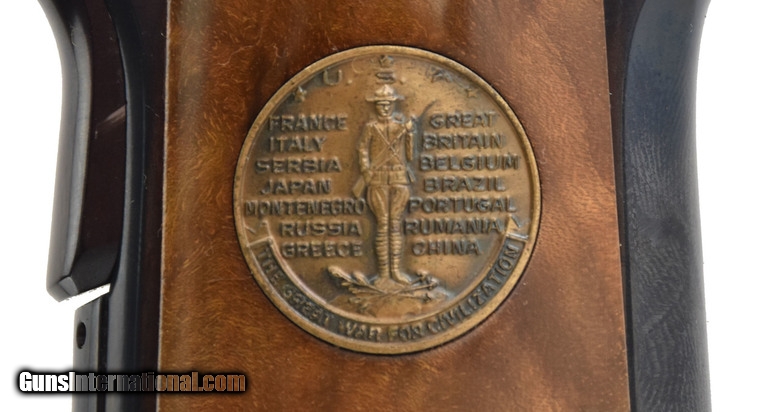 U.S.
FRANCE GREAT
ITALY BRITAIN
SERBIA BELGIUM
JAPAN BRAZIL
MONTENEGRO PORTUGAL
RUSSIA RUMANIA
GREECE CHINA
THE GREAT WAR FOR CIVILIZATION
GunsInternational.com